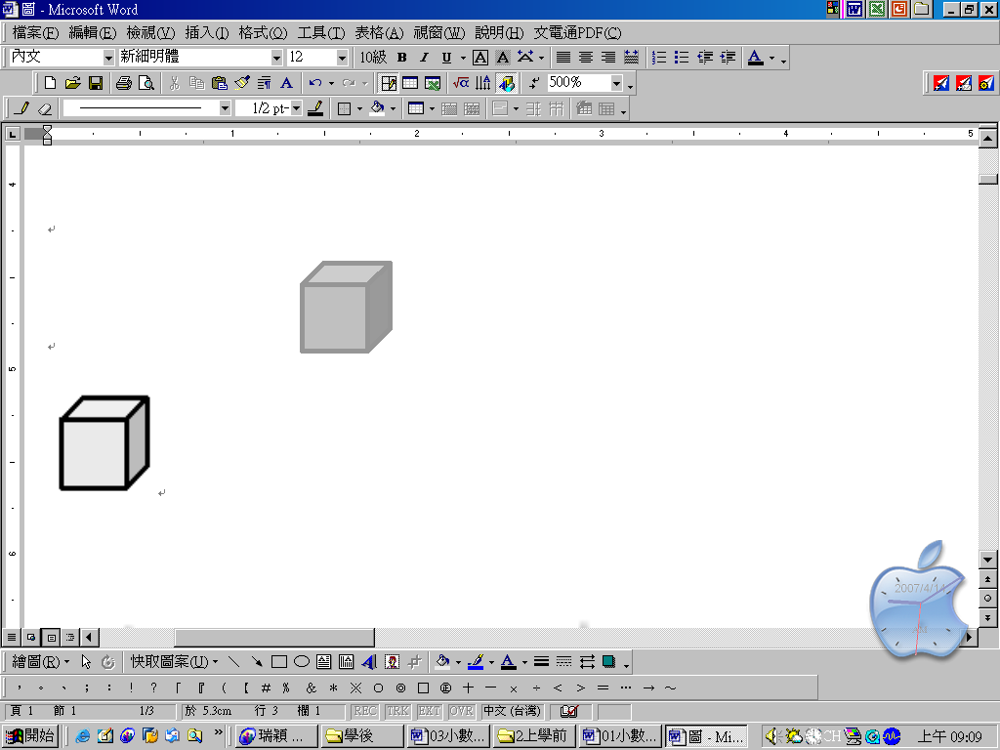 圖 - Microsoft Word
檔案(F) 編輯(E) 檢視(V) 插入(I) 格式(O) 工具(T) 表格(A) 視窗(W) 說明(H) 文電通PDF(C)
內文 新細明體 12 10級 B I U A A A
500%
1/2 pt
1 2 3 4 5
4
5
6
2007/4/14
繪圖(R) 快取圖案(U)
, 。 、 ; : ! ? 『 ( 【 # % & * ※ ○ ◎ □ ㊣ + - × ÷ < > = … → ~
頁 1 節 1 1/3 於 5.3cm 行 3 欄 1 REC TRK EXT OVR 中文 (台灣)
開始 瑞穎 ... 學後 03小數... 2上學前 01小數... 圖 - Mi... CH 上午 09:09